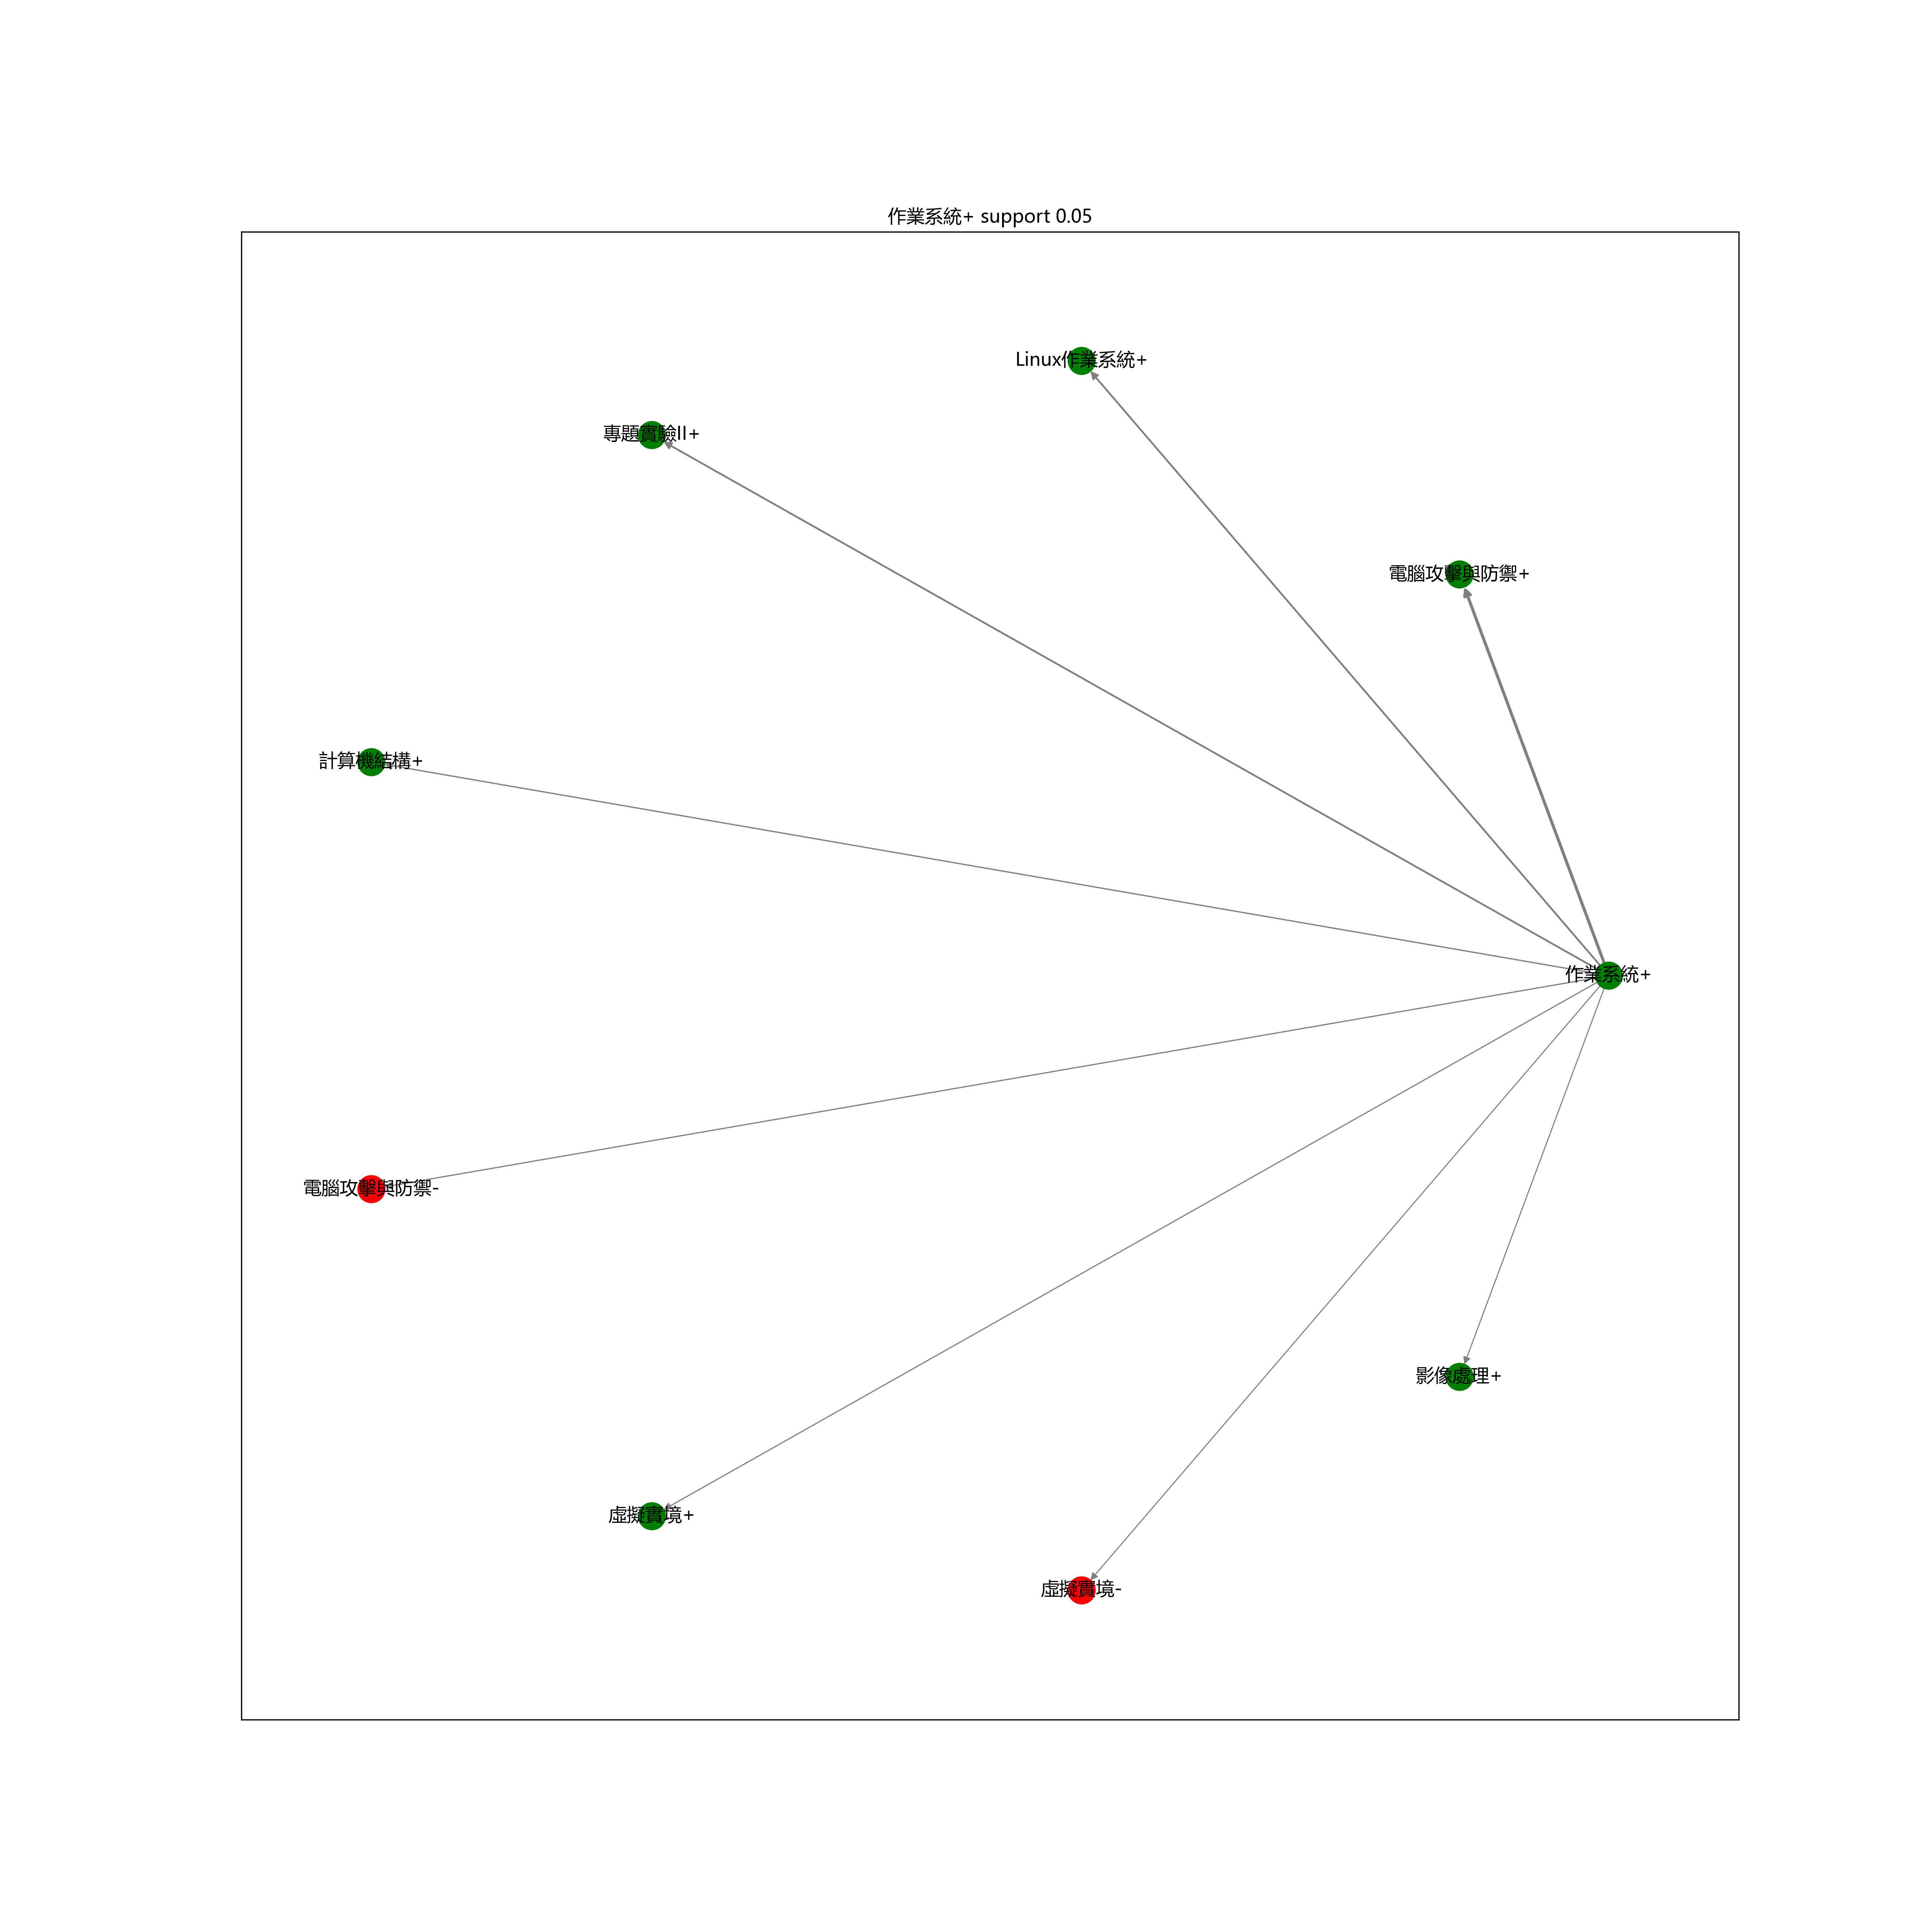 作業系統+ support 0.05
Linux作業系統+
專題實驗II+
電腦攻擊與防禦+
計算機結構+
作業系統+
電腦攻擊與防禦-
影像處理+
虛擬實境+
虛擬實境-